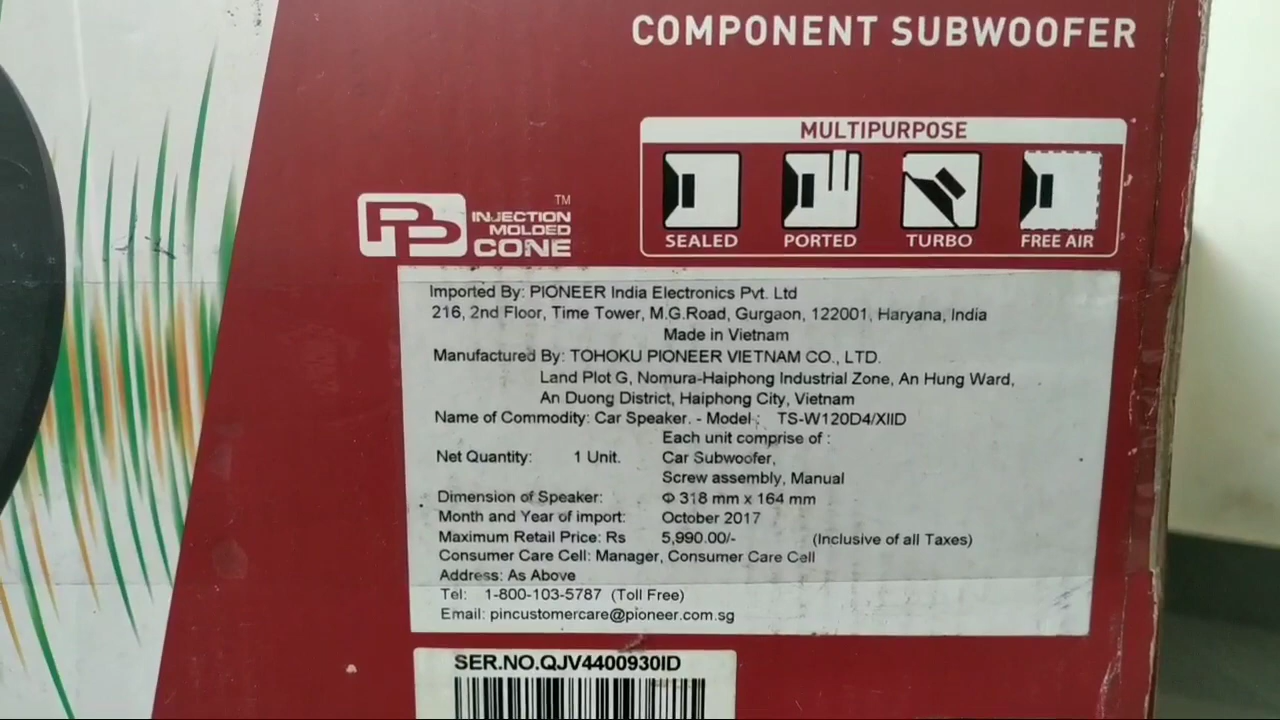 COMPONENT SUBWOOFER
MULTIPURPOSE
SEALED PORTED TURBO FREE AIR
INJECTION MOLDED CONE ™
Imported By: PIONEER India Electronics Pvt. Ltd
216, 2nd Floor, Time Tower, M.G.Road, Gurgaon, 122001, Haryana, India
Made in Vietnam
Manufactured By: TOHOKU PIONEER VIETNAM CO., LTD.
Land Plot G, Nomura-Haiphong Industrial Zone, An Hung Ward,
An Duong District, Haiphong City, Vietnam
Name of Commodity: Car Speaker. - Model : TS-W120D4/XIID
Each unit comprise of :
Net Quantity: 1 Unit. Car Subwoofer,
Screw assembly, Manual
Dimension of Speaker: Φ 318 mm x 164 mm
Month and Year of import: October 2017
Maximum Retail Price: Rs 5,990.00/- (Inclusive of all Taxes)
Consumer Care Cell: Manager, Consumer Care Cell
Address: As Above
Tel: 1-800-103-5787 (Toll Free)
Email: pincustomercare@pioneer.com.sg
SER.NO.QJV4400930ID